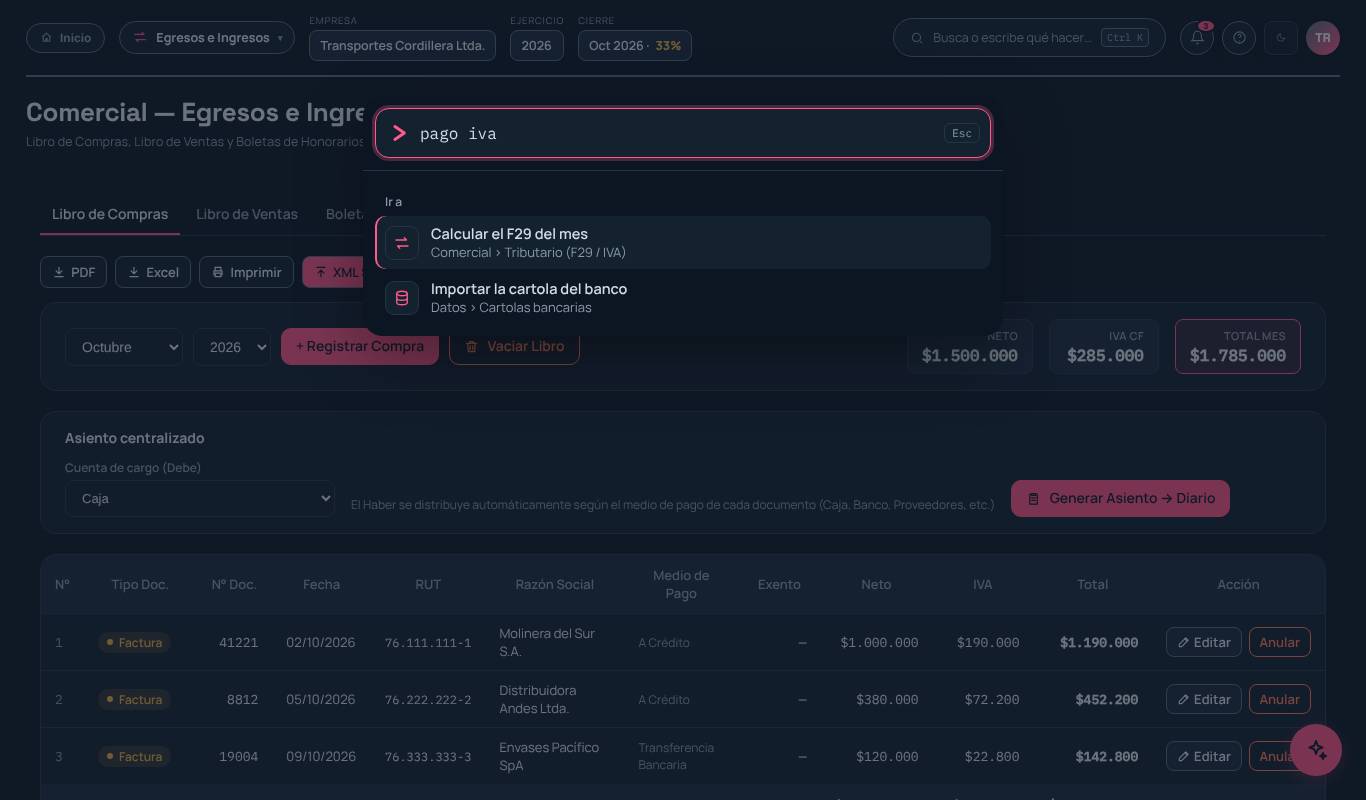 Inicio
Egresos e Ingresos
EMPRESA
Transportes Cordillera Ltda.
EJERCICIO
2026
CIERRE
Oct 2026 · 33%
Busca o escribe qué hacer...
Ctrl K
3
TR
Comercial — Egresos e Ingre
Libro de Compras, Libro de Ventas y Boletas de Honorarios
pago iva
Esc
Ir a
Calcular el F29 del mes
Comercial › Tributario (F29 / IVA)
Importar la cartola del banco
Datos › Cartolas bancarias
Libro de Compras
Libro de Ventas
PDF
Excel
Imprimir
XML
Octubre
2026
+ Registrar Compra
Vaciar Libro
NETO
$1.500.000
IVA CF
$285.000
TOTAL MES
$1.785.000
Asiento centralizado
Cuenta de cargo (Debe)
Caja
El Haber se distribuye automáticamente según el medio de pago de cada documento (Caja, Banco, Proveedores, etc.)
Generar Asiento → Diario
N° Tipo Doc. N° Doc. Fecha RUT Razón Social Medio de Pago Exento Neto IVA Total Acción
1 Factura 41221 02/10/2026 76.111.111-1 Molinera del Sur S.A. A Crédito — $1.000.000 $190.000 $1.190.000 Editar Anular
2 Factura 8812 05/10/2026 76.222.222-2 Distribuidora Andes Ltda. A Crédito — $380.000 $72.200 $452.200 Editar Anular
3 Factura 19004 09/10/2026 76.333.333-3 Envases Pacífico SpA Transferencia Bancaria — $120.000 $22.800 $142.800 Editar